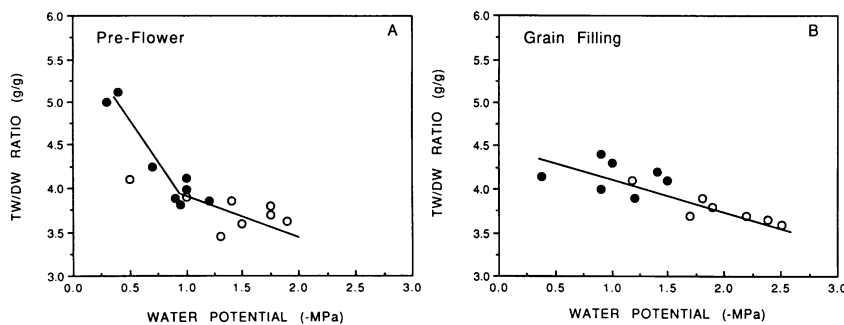 6.0
5.5
5.0
4.5
4.0
3.5
3.0
TW/DW RATIO (g/g)
Pre-Flower
A
0.0 0.5 1.0 1.5 2.0 2.5 3.0
WATER POTENTIAL (-MPa)
6.0
5.5
5.0
4.5
4.0
3.5
3.0
TW/DW RATIO (g/g)
Grain Filling
B
0.0 0.5 1.0 1.5 2.0 2.5 3.0
WATER POTENTIAL (-MPa)